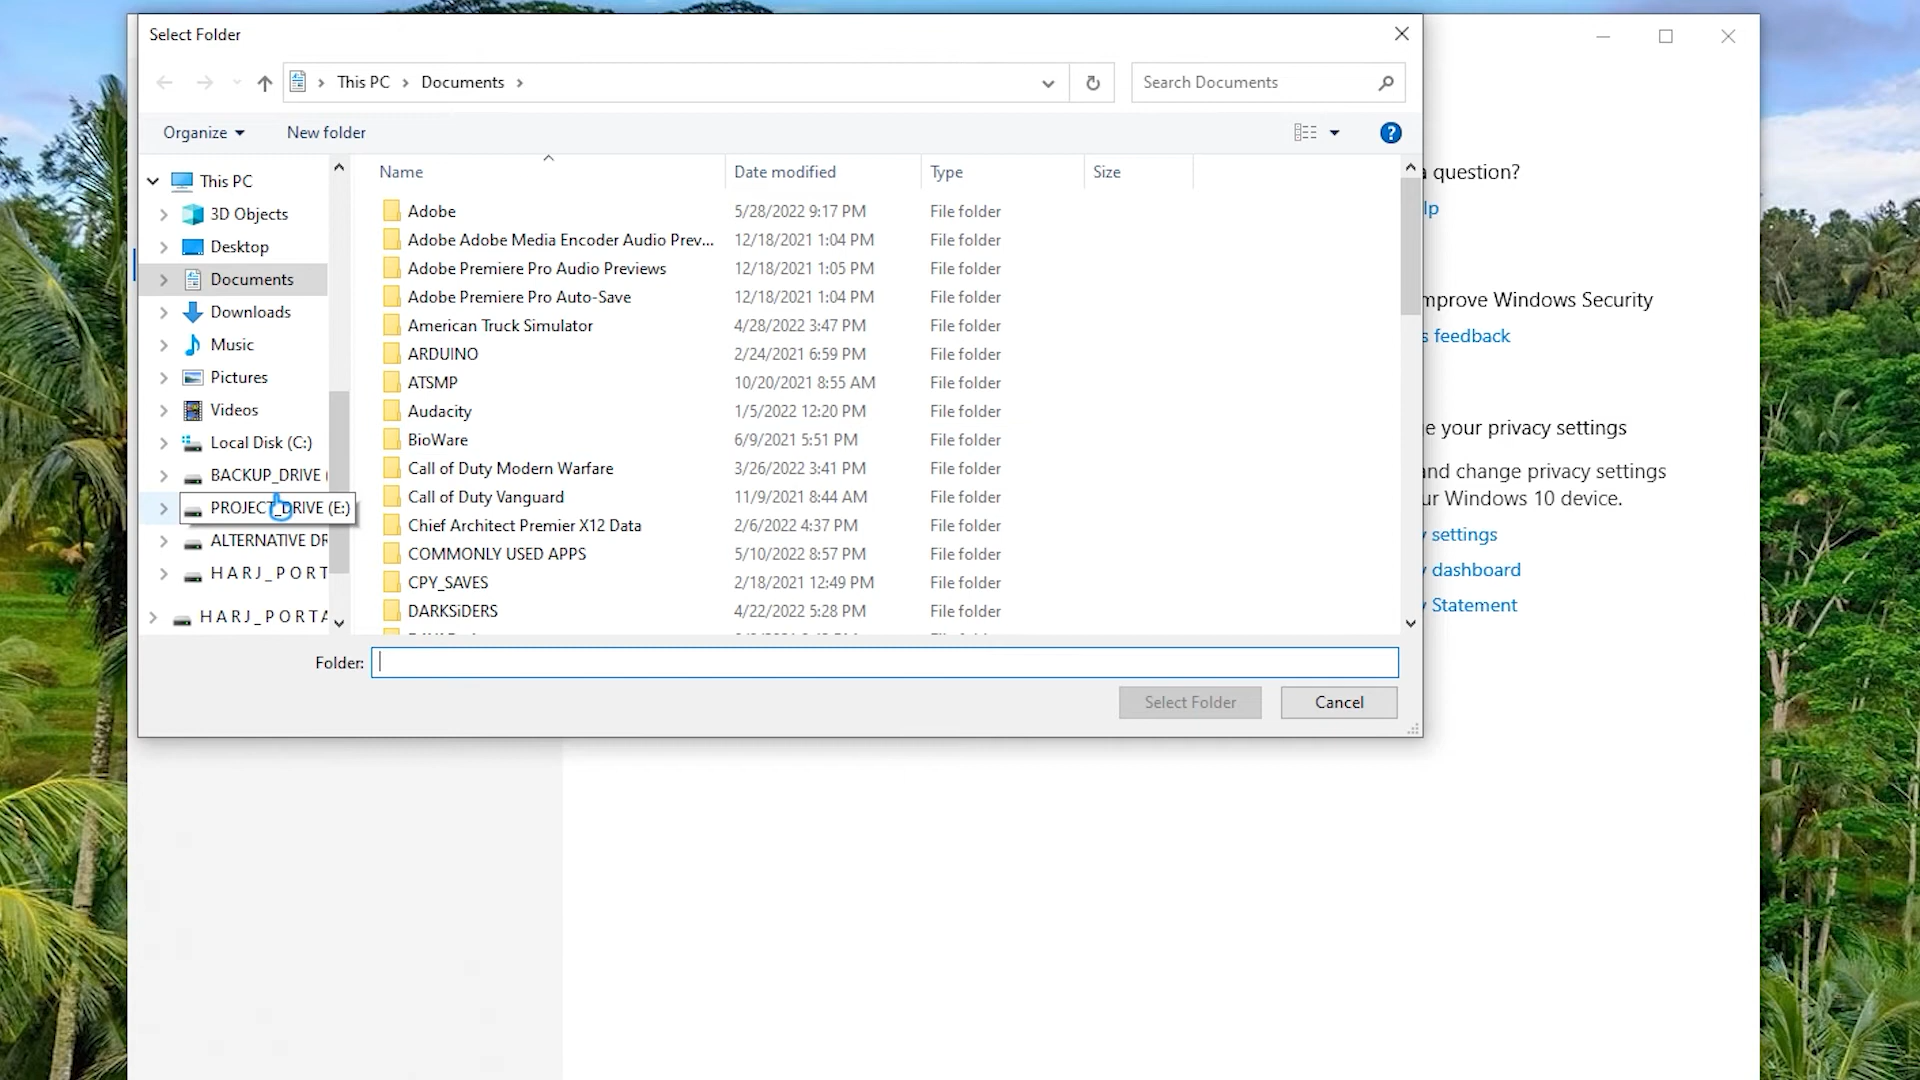 Select Folder
This PC > Documents >
Search Documents
Organize
New folder
?
Name
Date modified
Type
Size
This PC
3D Objects
Desktop
Documents
Downloads
Music
Pictures
Videos
Local Disk (C:)
BACKUP_DRIVE (
PROJECT_DRIVE (E:)
ALTERNATIVE DR
H A R J _ P O R T
H A R J _ P O R T A
Adobe 5/28/2022 9:17 PM File folder
Adobe Adobe Media Encoder Audio Prev... 12/18/2021 1:04 PM File folder
Adobe Premiere Pro Audio Previews 12/18/2021 1:05 PM File folder
Adobe Premiere Pro Auto-Save 12/18/2021 1:04 PM File folder
American Truck Simulator 4/28/2022 3:47 PM File folder
ARDUINO 2/24/2021 6:59 PM File folder
ATSMP 10/20/2021 8:55 AM File folder
Audacity 1/5/2022 12:20 PM File folder
BioWare 6/9/2021 5:51 PM File folder
Call of Duty Modern Warfare 3/26/2022 3:41 PM File folder
Call of Duty Vanguard 11/9/2021 8:44 AM File folder
Chief Architect Premier X12 Data 2/6/2022 4:37 PM File folder
COMMONLY USED APPS 5/10/2022 8:57 PM File folder
CPY_SAVES 2/18/2021 12:49 PM File folder
DARKSiDERS 4/22/2022 5:28 PM File folder
Folder:
Select Folder
Cancel
a question?
lp
mprove Windows Security
s feedback
e your privacy settings
and change privacy settings
ur Windows 10 device.
y settings
y dashboard
y Statement